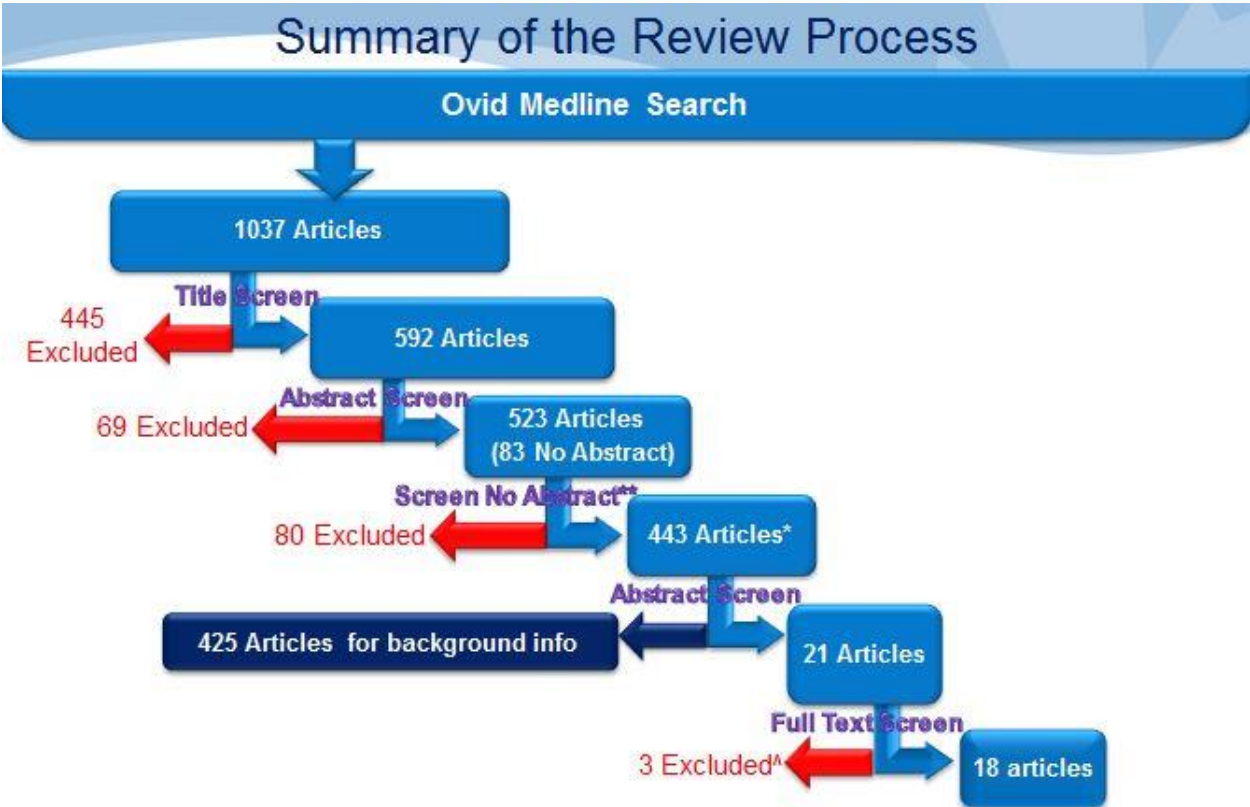 Summary of the Review Process
Ovid Medline Search
1037 Articles
Title Screen
445
Excluded
592 Articles
Abstract Screen
69 Excluded
523 Articles
(83 No Abstract)
Screen No Abstract**
80 Excluded
443 Articles*
Abstract Screen
425 Articles for background info
21 Articles
Full Text Screen
3 Excluded^
18 articles